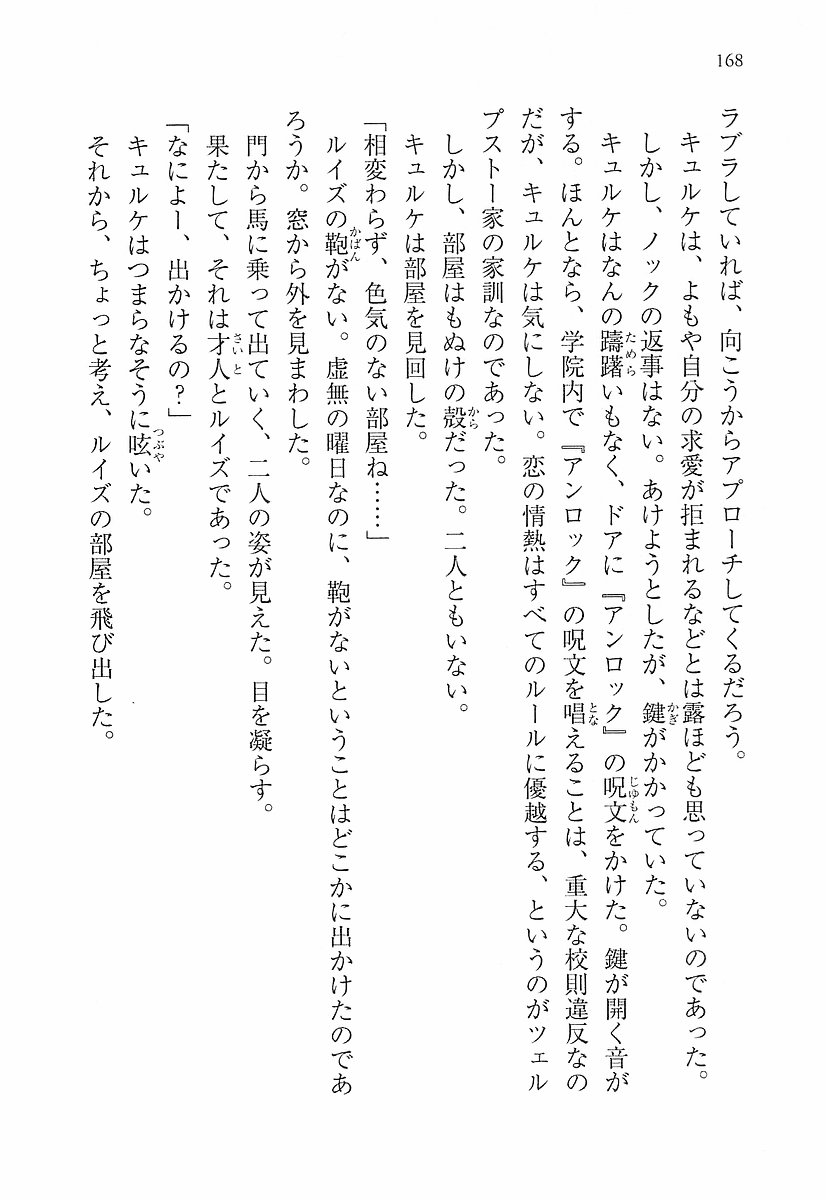 168
ラブラしていれば、向こうからアプローチしてくるだろう。
キュルケは、よもや自分の求愛が拒まれるなどとは露ほども思っていないのであった。
しかし、ノックの返事はない。あけようとしたが、鍵がかかっていた。
キュルケはなんの躊躇いもなく、ドアに『アンロック』の呪文をかけた。鍵が開く音が
する。ほんとなら、学院内で『アンロック』の呪文を唱えることは、重大な校則違反なの
だが、キュルケは気にしない。恋の情熱はすべてのルールに優越する、というのがツェル
プストー家の家訓なのであった。
しかし、部屋はもぬけの殻だった。二人ともいない。
キュルケは部屋を見回した。
「相変わらず、色気のない部屋ね……」
ルイズの鞄がない。虚無の曜日なのに、鞄がないということはどこかに出かけたのであ
ろうか。窓から外を見まわした。
門から馬に乗って出ていく、二人の姿が見えた。目を凝らす。
果たして、それは才人とルイズであった。
「なによー、出かけるの？」
キュルケはつまらなそうに呟いた。
それから、ちょっと考え、ルイズの部屋を飛び出した。